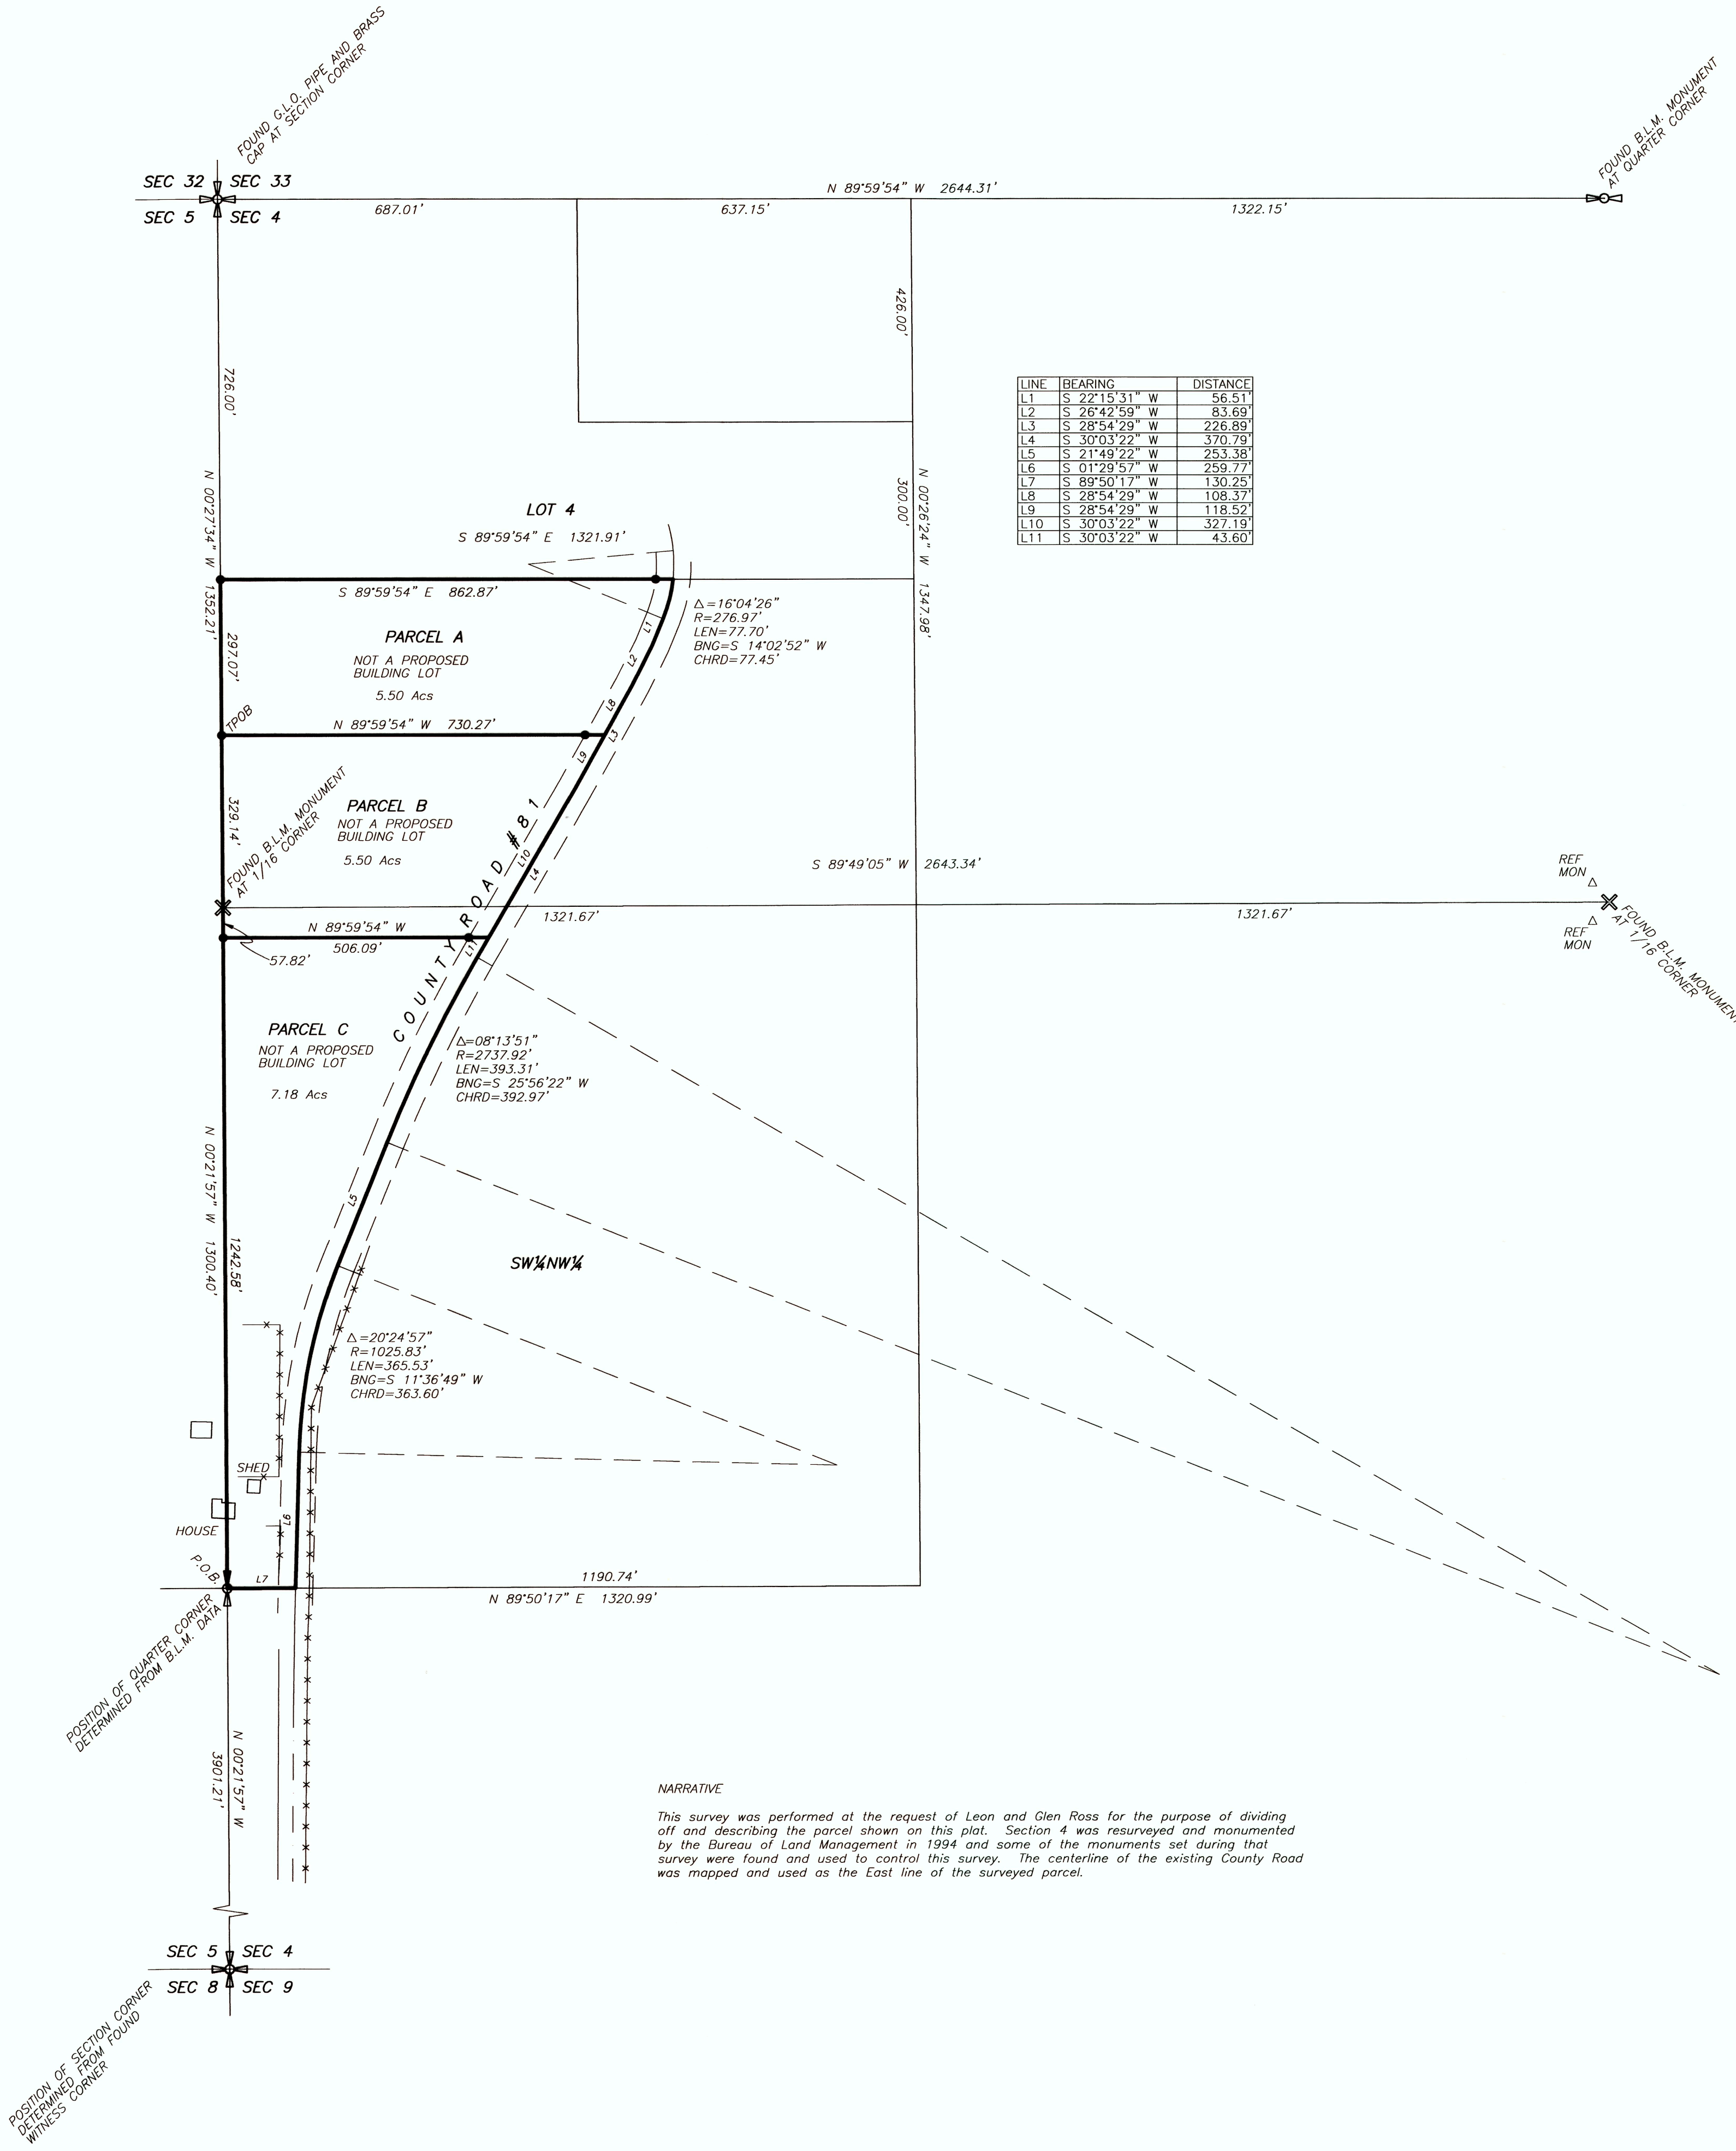 FOUND G.L.O. PIPE AND BRASS
CAP AT SECTION CORNER
FOUND B.L.M. MONUMENT
AT QUARTER CORNER
SEC 32 SEC 33
SEC 5 SEC 4
N 89°59'54" W 2644.31'
687.01'
637.15'
1322.15'
426.00'
726.00'
LINE BEARING DISTANCE
L1 S 22°15'31" W 56.51'
L2 S 26°42'59" W 83.69'
L3 S 28°54'29" W 226.89'
L4 S 30°03'22" W 370.79'
L5 S 21°49'22" W 253.38'
L6 S 01°29'57" W 259.77'
L7 S 89°50'17" W 130.25'
L8 S 28°54'29" W 108.37'
L9 S 28°54'29" W 118.52'
L10 S 30°03'22" W 327.19'
L11 S 30°03'22" W 43.60'
N 00°27'34" W 1352.21'
N 00°26'24" W 1347.98'
300.00'
LOT 4
S 89°59'54" E 1321.91'
S 89°59'54" E 862.87'
Δ=16°04'26"
R=276.97'
LEN=77.70'
BNG=S 14°02'52" W
CHRD=77.45'
L1
L2
L8
L3
297.07'
PARCEL A
NOT A PROPOSED
BUILDING LOT
5.50 Acs
TPOB
N 89°59'54" W 730.27'
L9
329.14'
FOUND B.L.M. MONUMENT
AT 1/16 CORNER
PARCEL B
NOT A PROPOSED
BUILDING LOT
5.50 Acs
COUNTY ROAD #81
L10
L4
S 89°49'05" W 2643.34'
1321.67'
1321.67'
REF
MON
REF
MON
FOUND B.L.M. MONUMENT
AT 1/16 CORNER
N 89°59'54" W
506.09'
57.82'
L11
PARCEL C
NOT A PROPOSED
BUILDING LOT
7.18 Acs
Δ=08°13'51"
R=2737.92'
LEN=393.31'
BNG=S 25°56'22" W
CHRD=392.97'
N 00°21'57" W 1300.40'
1242.58'
L5
SW¼NW¼
Δ=20°24'57"
R=1025.83'
LEN=365.53'
BNG=S 11°36'49" W
CHRD=363.60'
SHED
HOUSE
L6
P.O.B.
L7
1190.74'
N 89°50'17" E 1320.99'
POSITION OF QUARTER CORNER
DETERMINED FROM B.L.M. DATA
N 00°21'57" W
3901.21'
NARRATIVE
This survey was performed at the request of Leon and Glen Ross for the purpose of dividing
off and describing the parcel shown on this plat. Section 4 was resurveyed and monumented
by the Bureau of Land Management in 1994 and some of the monuments set during that
survey were found and used to control this survey. The centerline of the existing County Road
was mapped and used as the East line of the surveyed parcel.
SEC 5 SEC 4
SEC 8 SEC 9
POSITION OF SECTION CORNER
DETERMINED FROM FOUND
WITNESS CORNER